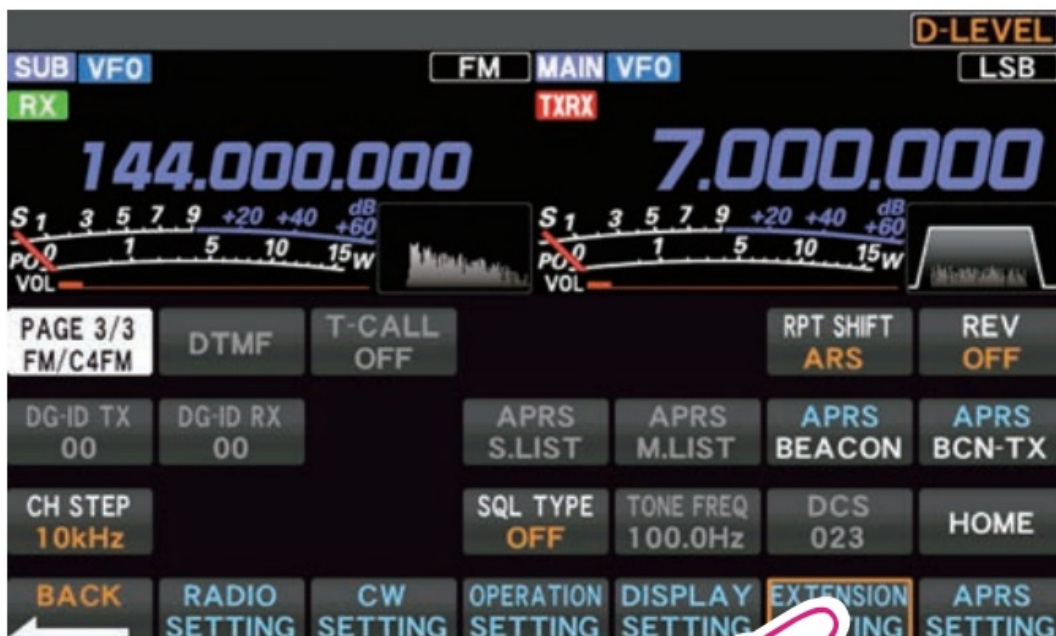 D-LEVEL
SUB VFO FM MAIN VFO LSB
RX TXRX
144.000.000 7.000.000
S 1 3 5 7 9 +20 +40 +60 dB S 1 3 5 7 9 +20 +40 +60 dB
PO 0 1 5 10 15 W PO 0 1 5 10 15 W
VOL VOL
PAGE 3/3 T-CALL RPT SHIFT REV
FM/C4FM DTMF OFF ARS OFF
DG-ID TX DG-ID RX APRS APRS APRS APRS
00 00 S.LIST M.LIST BEACON BCN-TX
CH STEP SQL TYPE TONE FREQ DCS HOME
10kHz OFF 100.0Hz 023
BACK RADIO CW OPERATION DISPLAY EXTENSION APRS
SETTING SETTING SETTING SETTING SETTING